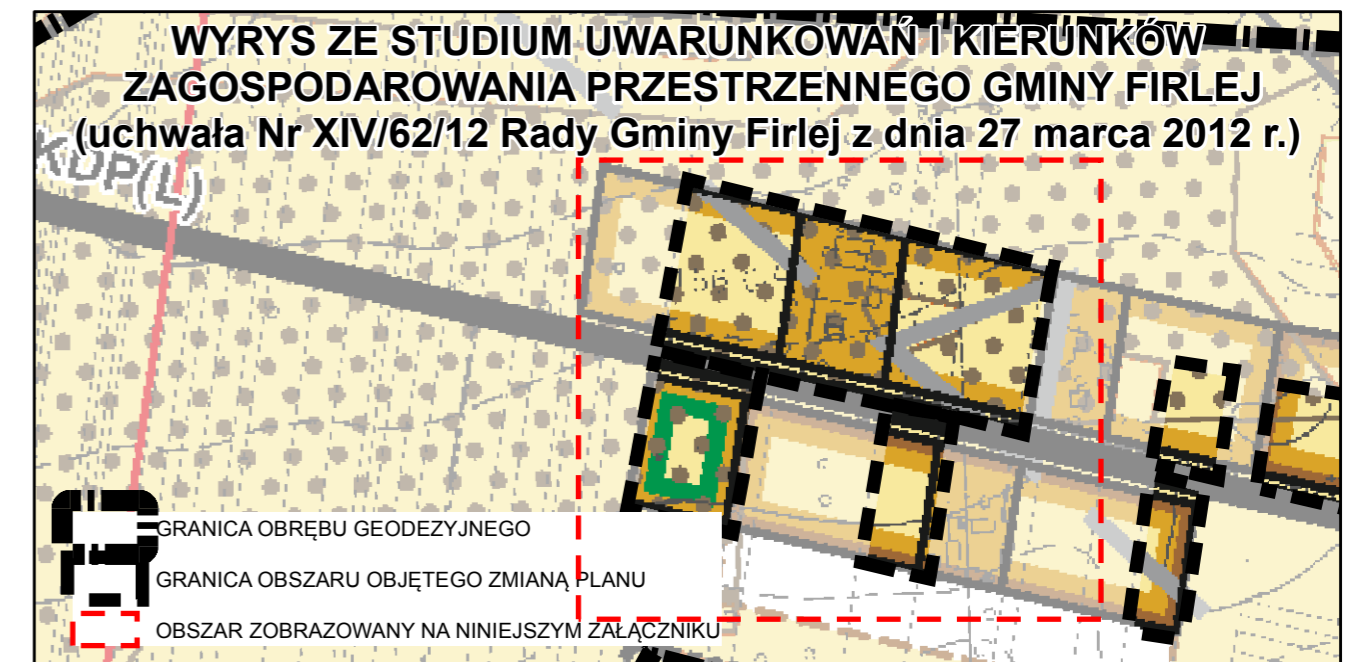 WYRYS ZE STUDIUM UWARUNKOWAŃ I KIERUNKÓW
ZAGOSPODAROWANIA PRZESTRZENNEGO GMINY FIRLEJ
(uchwała Nr XIV/62/12 Rady Gminy Firlej z dnia 27 marca 2012 r.)
KDP(L)
GRANICA OBRĘBU GEODEZYJNEGO
GRANICA OBSZARU OBJĘTEGO ZMIANĄ PLANU
OBSZAR ZOBRAZOWANY NA NINIEJSZYM ZAŁĄCZNIKU